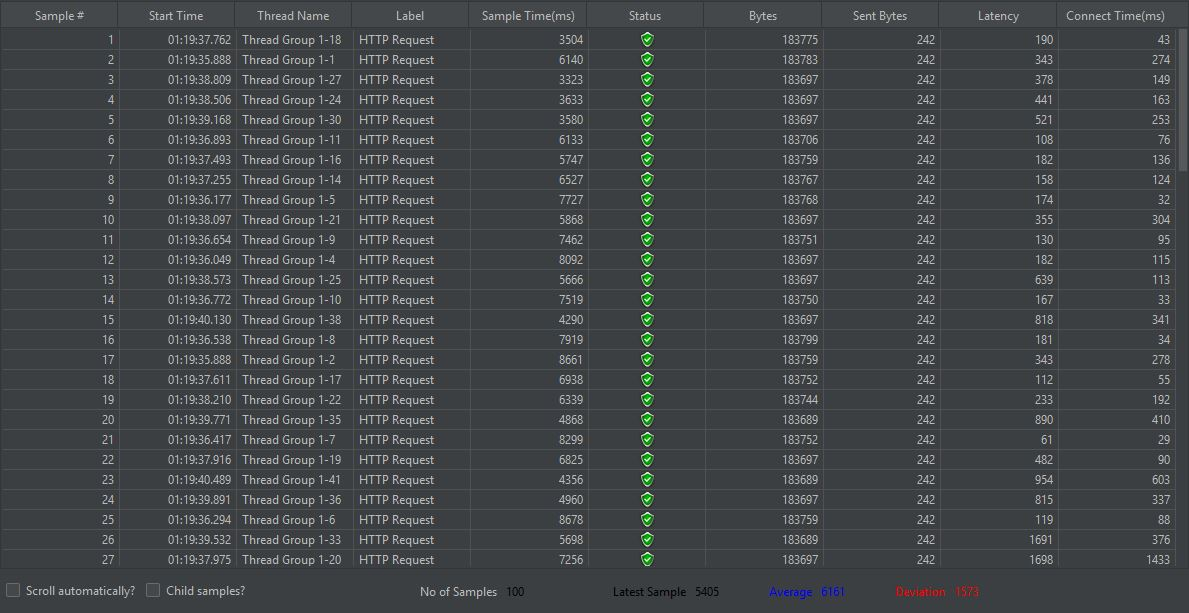 Sample # Start Time Thread Name Label Sample Time(ms) Status Bytes Sent Bytes Latency Connect Time(ms)
1 01:19:37.762 Thread Group 1-18 HTTP Request 3504 183775 242 190 43
2 01:19:35.888 Thread Group 1-1 HTTP Request 6140 183783 242 343 274
3 01:19:38.809 Thread Group 1-27 HTTP Request 3323 183697 242 378 149
4 01:19:38.506 Thread Group 1-24 HTTP Request 3633 183697 242 441 163
5 01:19:39.168 Thread Group 1-30 HTTP Request 3580 183697 242 521 253
6 01:19:36.893 Thread Group 1-11 HTTP Request 6133 183706 242 108 76
7 01:19:37.493 Thread Group 1-16 HTTP Request 5747 183759 242 182 136
8 01:19:37.255 Thread Group 1-14 HTTP Request 6527 183767 242 158 124
9 01:19:36.177 Thread Group 1-5 HTTP Request 7727 183768 242 174 32
10 01:19:38.097 Thread Group 1-21 HTTP Request 5868 183697 242 355 304
11 01:19:36.654 Thread Group 1-9 HTTP Request 7462 183751 242 130 95
12 01:19:36.049 Thread Group 1-4 HTTP Request 8092 183697 242 182 115
13 01:19:38.573 Thread Group 1-25 HTTP Request 5666 183697 242 639 113
14 01:19:36.772 Thread Group 1-10 HTTP Request 7519 183750 242 167 33
15 01:19:40.130 Thread Group 1-38 HTTP Request 4290 183697 242 818 341
16 01:19:36.538 Thread Group 1-8 HTTP Request 7919 183799 242 181 34
17 01:19:35.888 Thread Group 1-2 HTTP Request 8661 183759 242 343 278
18 01:19:37.611 Thread Group 1-17 HTTP Request 6938 183752 242 112 55
19 01:19:38.210 Thread Group 1-22 HTTP Request 6339 183744 242 233 192
20 01:19:39.771 Thread Group 1-35 HTTP Request 4868 183689 242 890 410
21 01:19:36.417 Thread Group 1-7 HTTP Request 8299 183752 242 61 29
22 01:19:37.916 Thread Group 1-19 HTTP Request 6825 183697 242 482 90
23 01:19:40.489 Thread Group 1-41 HTTP Request 4356 183689 242 954 603
24 01:19:39.891 Thread Group 1-36 HTTP Request 4960 183697 242 815 337
25 01:19:36.294 Thread Group 1-6 HTTP Request 8678 183759 242 119 88
26 01:19:39.532 Thread Group 1-33 HTTP Request 5698 183689 242 1691 376
27 01:19:37.975 Thread Group 1-20 HTTP Request 7256 183697 242 1698 1433
Scroll automatically? Child samples? No of Samples 100 Latest Sample 5405 Average 6161 Deviation 1573